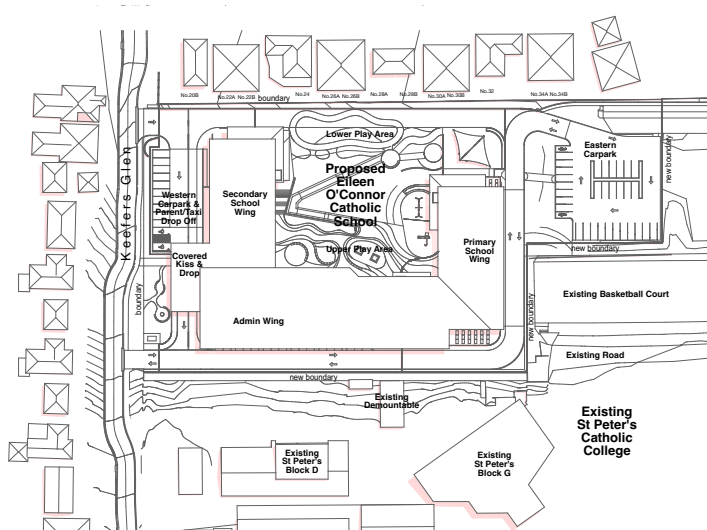 No.20B
No.22A No.22B
No.24
No.26A No.26B
No.28A
No.28B
No.30A No.30B
No.32
No.34A No.34B
boundary
Lower Play Area
Eastern
Carpark
new boundary
Keefers Glen
Proposed
Eileen
O'Connor
Catholic
School
Western
Carpark &
Parent/Taxi
Drop Off
Secondary
School
Wing
Upper Play Area
Primary
School
Wing
new boundary
Covered
Kiss &
Drop
boundary
Admin Wing
new boundary
Existing Basketball Court
Existing Road
new boundary
Existing
Demountable
Existing
St Peter's
Catholic
College
Existing
St Peter's
Block D
Existing
St Peter's
Block G